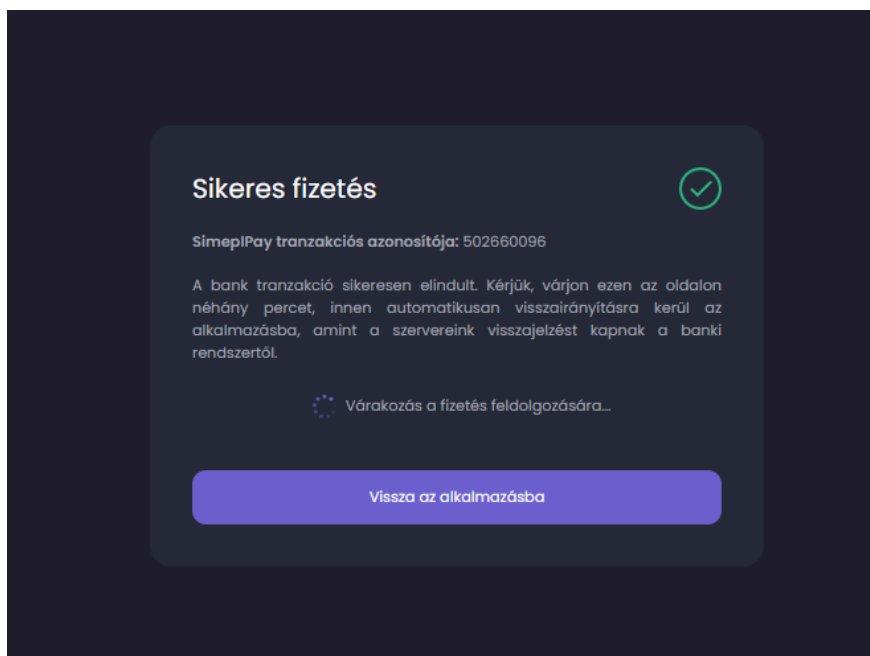 Sikeres fizetés
SimeplPay tranzakciós azonosítója: 502660096
A bank tranzakció sikeresen elindult. Kérjük, várjon ezen az oldalon
néhány percet, innen automatikusan visszairányításra kerül az
alkalmazásba, amint a szervereink visszajelzést kapnak a banki
rendszertől.
Várakozás a fizetés feldolgozására...
Vissza az alkalmazásba